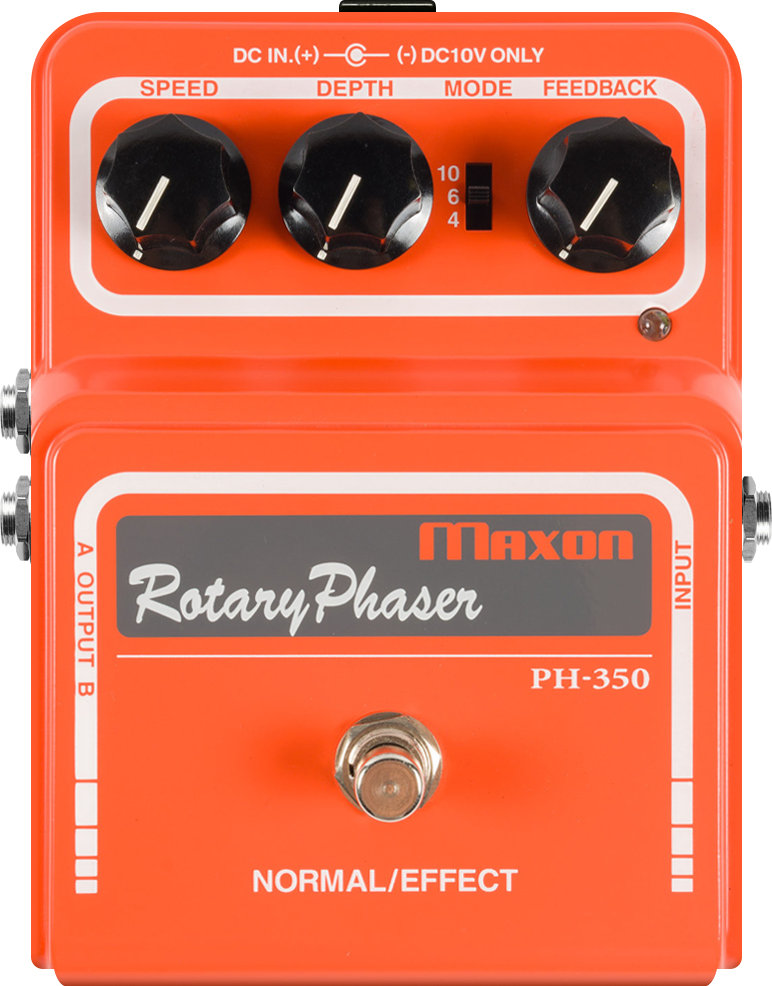 DC IN.(+) (-) DC10V ONLY
SPEED DEPTH MODE FEEDBACK
10
6
4
MAXON
RotaryPhaser
A OUTPUT B
INPUT
PH-350
NORMAL/EFFECT